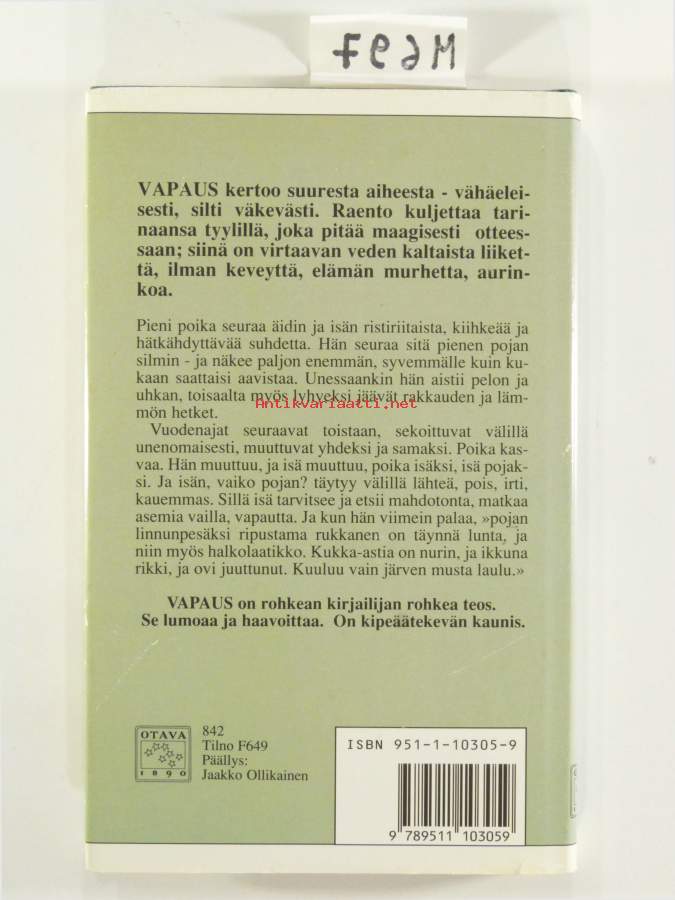 M697
VAPAUS kertoo suuresta aiheesta - vähäelei-
sesti, silti väkevästi. Raento kuljettaa tari-
naansa tyylillä, joka pitää maagisesti ottees-
saan; siinä on virtaavan veden kaltaista liiket-
tä, ilman keveyttä, elämän murhetta, aurin-
koa.
Pieni poika seuraa äidin ja isän ristiriitaista, kiihkeää ja
hätkähdyttävää suhdetta. Hän seuraa sitä pienen pojan
silmin - ja näkee paljon enemmän, syvemmälle kuin ku-
kaan saattaisi aavistaa. Unessaankin hän aistii pelon ja
uhkan, toisaalta myös lyhyeksi jäävät rakkauden ja läm-
Antikvariaatti.net
mön hetket.
Vuodenajat seuraavat toistaan, sekoittuvat välillä
unenomaisesti, muuttuvat yhdeksi ja samaksi. Poika kas-
vaa. Hän muuttuu, ja isä muuttuu, poika isäksi, isä pojak-
si. Ja isän, vaiko pojan? täytyy välillä lähteä, pois, irti,
kauemmas. Sillä isä tarvitsee ja etsii mahdotonta, matkaa
asemia vailla, vapautta. Ja kun hän viimein palaa, »pojan
linnunpesäksi ripustama rukkanen on täynnä lunta, ja
niin myös halkolaatikko. Kukka-astia on nurin, ja ikkuna
rikki, ja ovi juuttunut. Kuuluu vain järven musta laulu.»
VAPAUS on rohkean kirjailijan rohkea teos.
Se lumoaa ja haavoittaa. On kipeäätekevän kaunis.
OTAVA
1890
842
Tilno F649
Päällys:
Jaakko Ollikainen
ISBN 951-1-10305-9
9 789511 103059